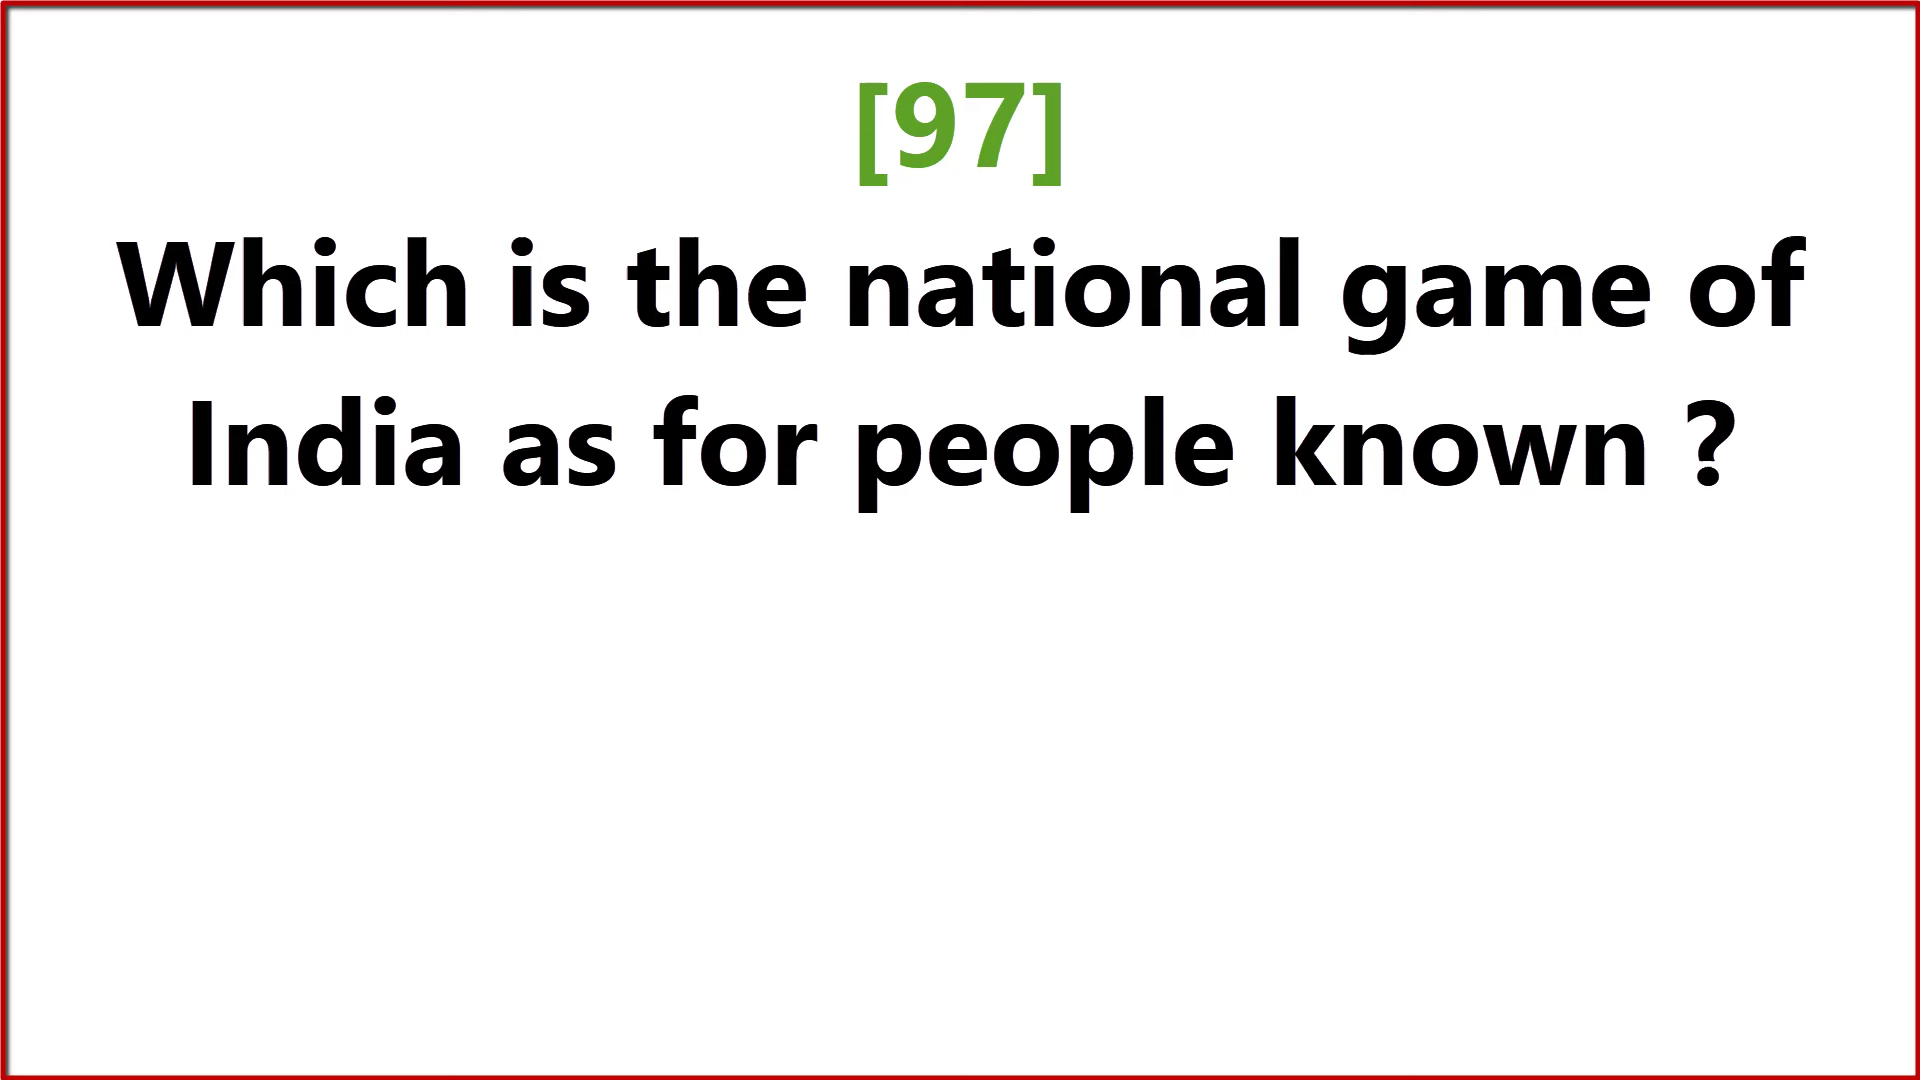 [97]
Which is the national game of
India as for people known ?